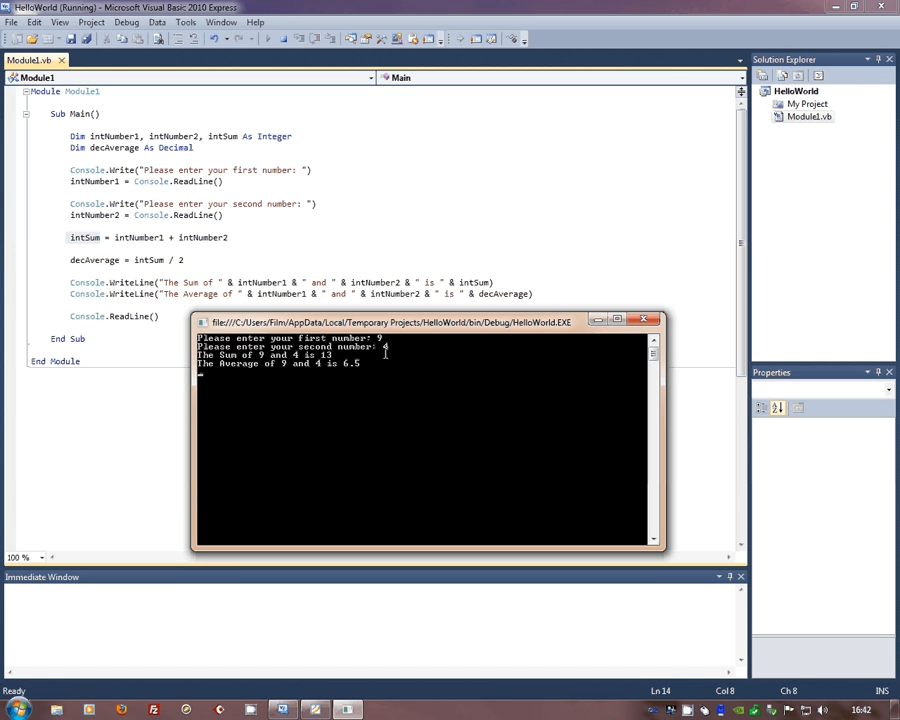 HelloWorld (Running) - Microsoft Visual Basic 2010 Express
File Edit View Project Debug Data Tools Window Help
Module1.vb
Solution Explorer
Module1 Main
HelloWorld
My Project
Module1.vb
Module Module1
Sub Main()
Dim intNumber1, intNumber2, intSum As Integer
Dim decAverage As Decimal
Console.Write("Please enter your first number: ")
intNumber1 = Console.ReadLine()
Console.Write("Please enter your second number: ")
intNumber2 = Console.ReadLine()
intSum = intNumber1 + intNumber2
decAverage = intSum / 2
Console.WriteLine("The Sum of " & intNumber1 & " and " & intNumber2 & " is " & intSum)
Console.WriteLine("The Average of " & intNumber1 & " and " & intNumber2 & " is " & decAverage)
Console.ReadLine()
End Sub
End Module
file:///C:/Users/Film/AppData/Local/Temporary Projects/HelloWorld/bin/Debug/HelloWorld.EXE
Please enter your first number: 9
Please enter your second number: 4
The Sum of 9 and 4 is 13
The Average of 9 and 4 is 6.5
Properties
100 %
Immediate Window
Ready Ln 14 Col 8 Ch 8 INS
16:42